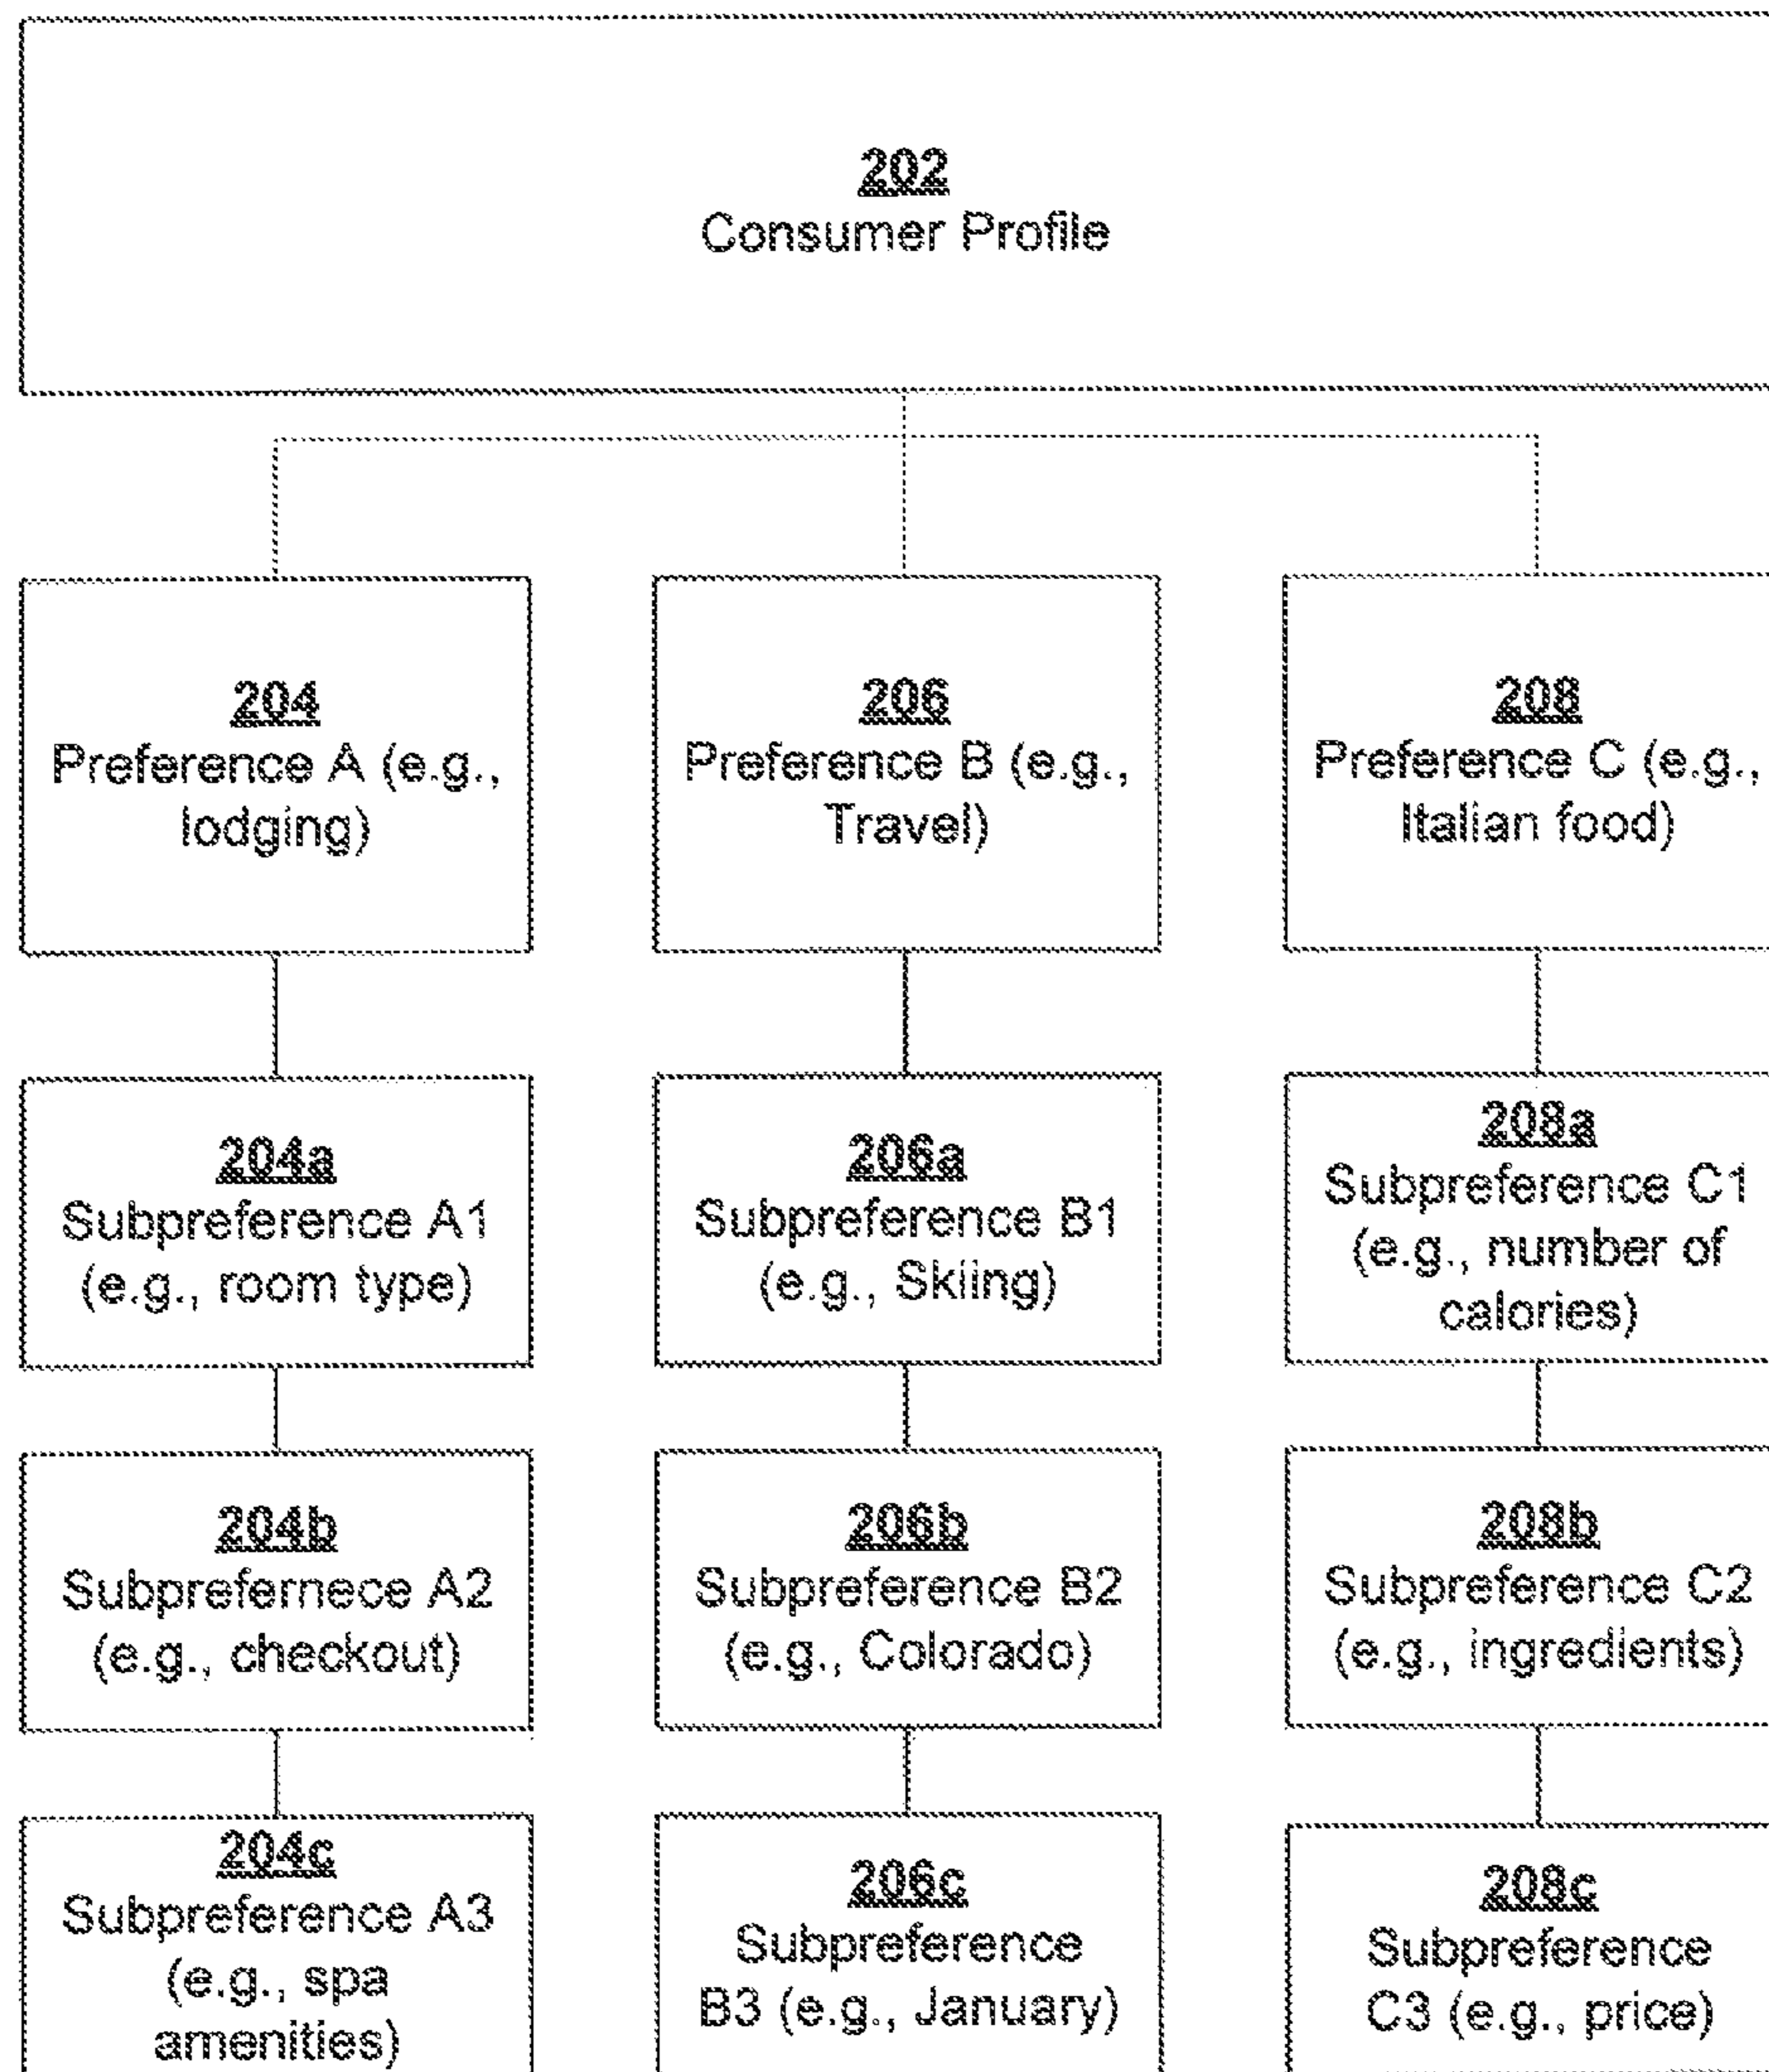 202
Consumer Profile
204
Preference A (e.g.,
lodging)
206
Preference B (e.g.,
Travel)
208
Preference C (e.g.,
Italian food)
204a
Subpreference A1
(e.g., room type)
206a
Subpreference B1
(e.g., Skiing)
208a
Subpreference C1
(e.g., number of
calories)
204b
Subprefernece A2
(e.g., checkout)
206b
Subpreference B2
(e.g., Colorado)
208b
Subpreference C2
(e.g., ingredients)
204c
Subpreference A3
(e.g., spa
amenities)
206c
Subpreference
B3 (e.g., January)
208c
Subpreference
C3 (e.g., price)